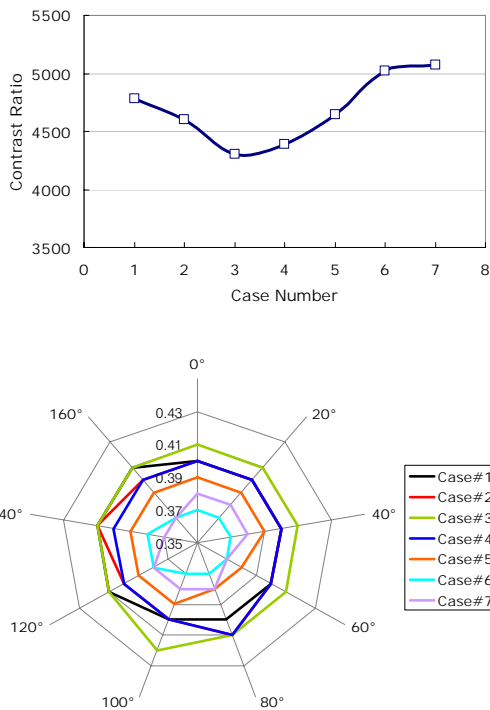 5500
5000
4500
4000
3500
Contrast Ratio
0 1 2 3 4 5 6 7 8
Case Number
0°
160° 20°
0.43
0.41
0.39
0.37
0.35
40° 40°
120° 60°
100° 80°
Case#1
Case#2
Case#3
Case#4
Case#5
Case#6
Case#7